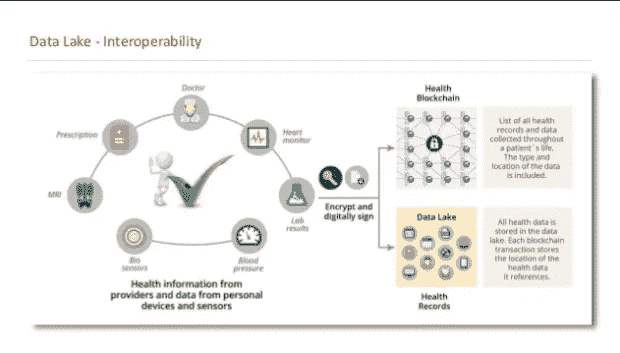 Data Lake - Interoperability
Doctor
Prescription
Heart
monitor
MRI
Lab
results
Bio
sensors
Blood
pressure
Health information from
providers and data from personal
devices and sensors
Encrypt and
digitally sign
Health
Blockchain
List of all health
records and data
collected throughout
a patient`s life.
The type and
location of the data
is included.
Data Lake
All health data is
stored in the data
lake. Each blockchain
transaction stores
the location of the
health data
it references.
Health
Records